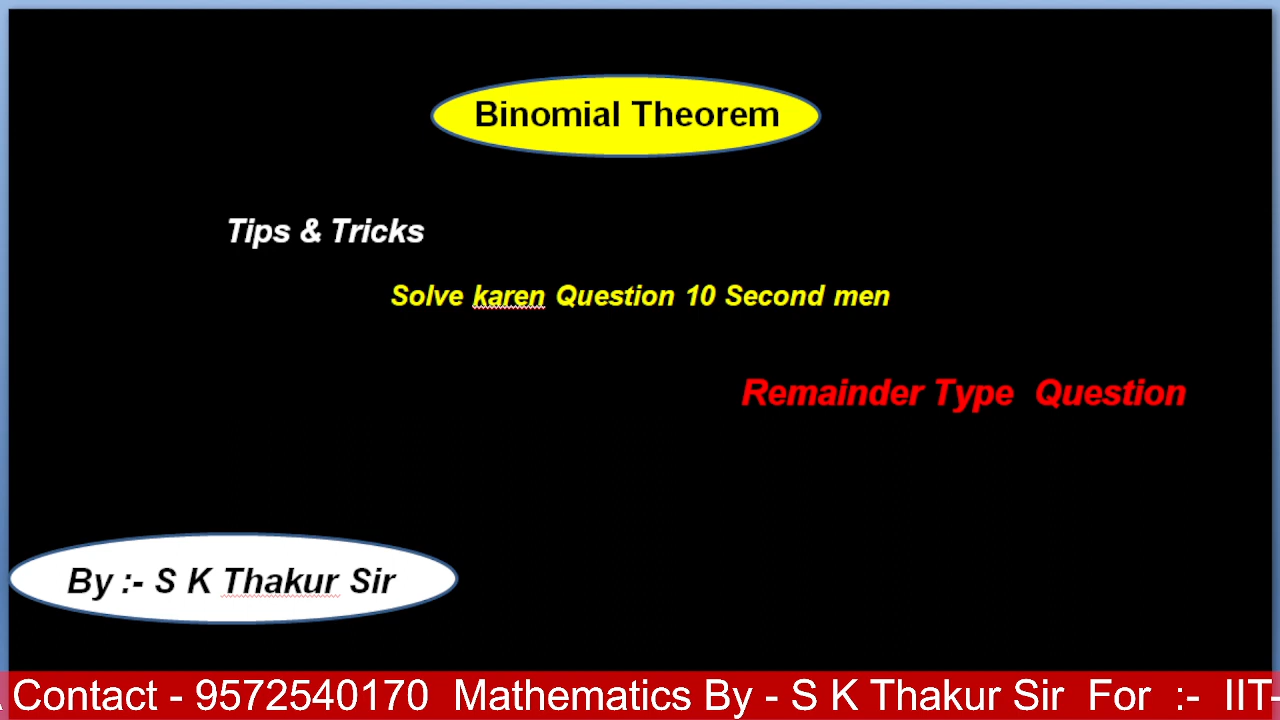 Binomial Theorem
Tips & Tricks
Solve karen Question 10 Second men
Remainder Type Question
By :- S K Thakur Sir
Contact - 9572540170 Mathematics By - S K Thakur Sir For :- IIT-